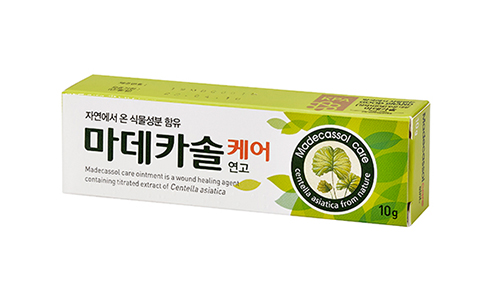 자연에서 온 식물성분 함유
마데카솔케어
연고
Madecassol care ointment is a wound healing agent
containing titrated extract of Centella asiatica
Madecassol care
centella asiatica from nature
10g